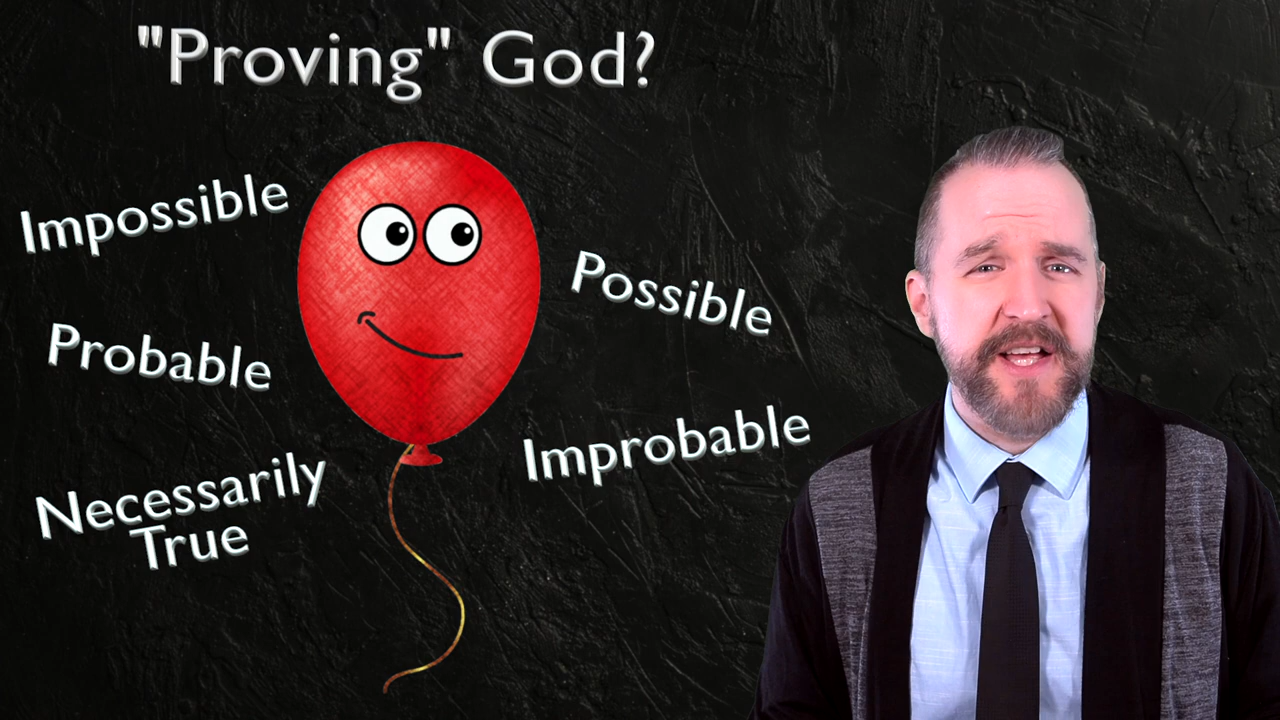 "Proving" God?
Impossible
Possible
Probable
Improbable
Necessarily
True